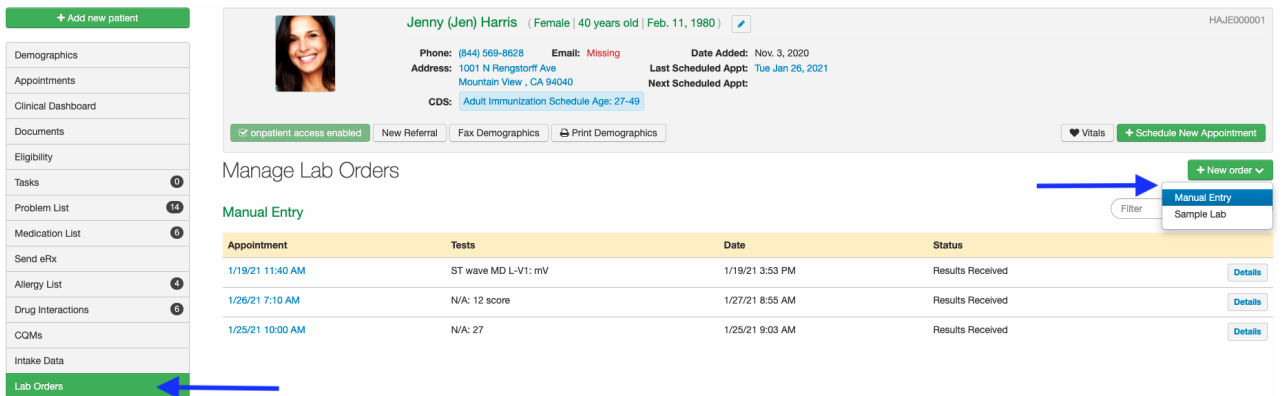 + Add new patient
Demographics
Appointments
Clinical Dashboard
Documents
Eligibility
Tasks 0
Problem List 14
Medication List 6
Send eRx
Allergy List 4
Drug Interactions 6
CQMs
Intake Data
Lab Orders
Jenny (Jen) Harris ( Female | 40 years old | Feb. 11, 1980 )
HAJE000001
Phone: (844) 569-8628 Email: Missing Date Added: Nov. 3, 2020
Address: 1001 N Rengstorff Ave Last Scheduled Appt: Tue Jan 26, 2021
Mountain View , CA 94040 Next Scheduled Appt:
CDS: Adult Immunization Schedule Age: 27-49
onpatient access enabled New Referral Fax Demographics Print Demographics Vitals + Schedule New Appointment
Manage Lab Orders
+ New order
Manual Entry
Sample Lab
Manual Entry
Filter
Appointment Tests Date Status
1/19/21 11:40 AM ST wave MD L-V1: mV 1/19/21 3:53 PM Results Received Details
1/26/21 7:10 AM N/A: 12 score 1/27/21 8:55 AM Results Received Details
1/25/21 10:00 AM N/A: 27 1/25/21 9:03 AM Results Received Details